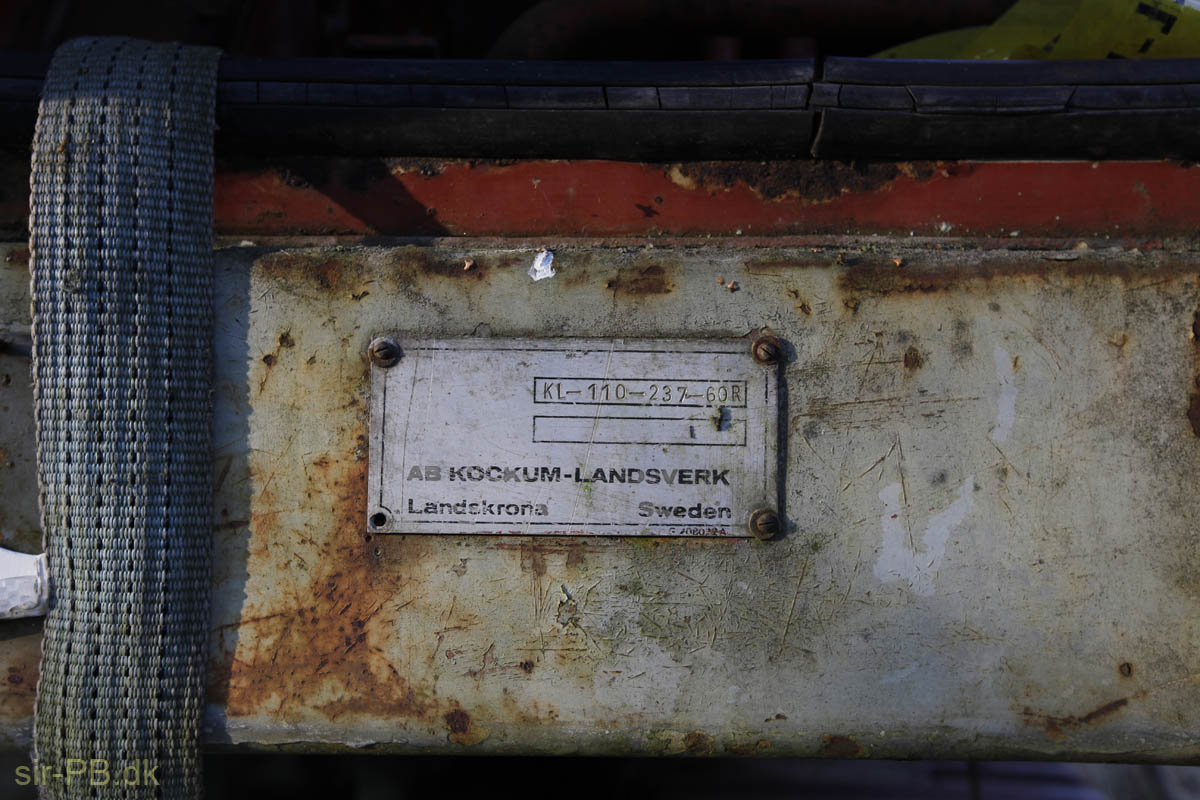 KL-110-237-60R
AB KOCKUM-LANDSVERK
Landskrona Sweden
sir-PB.dk